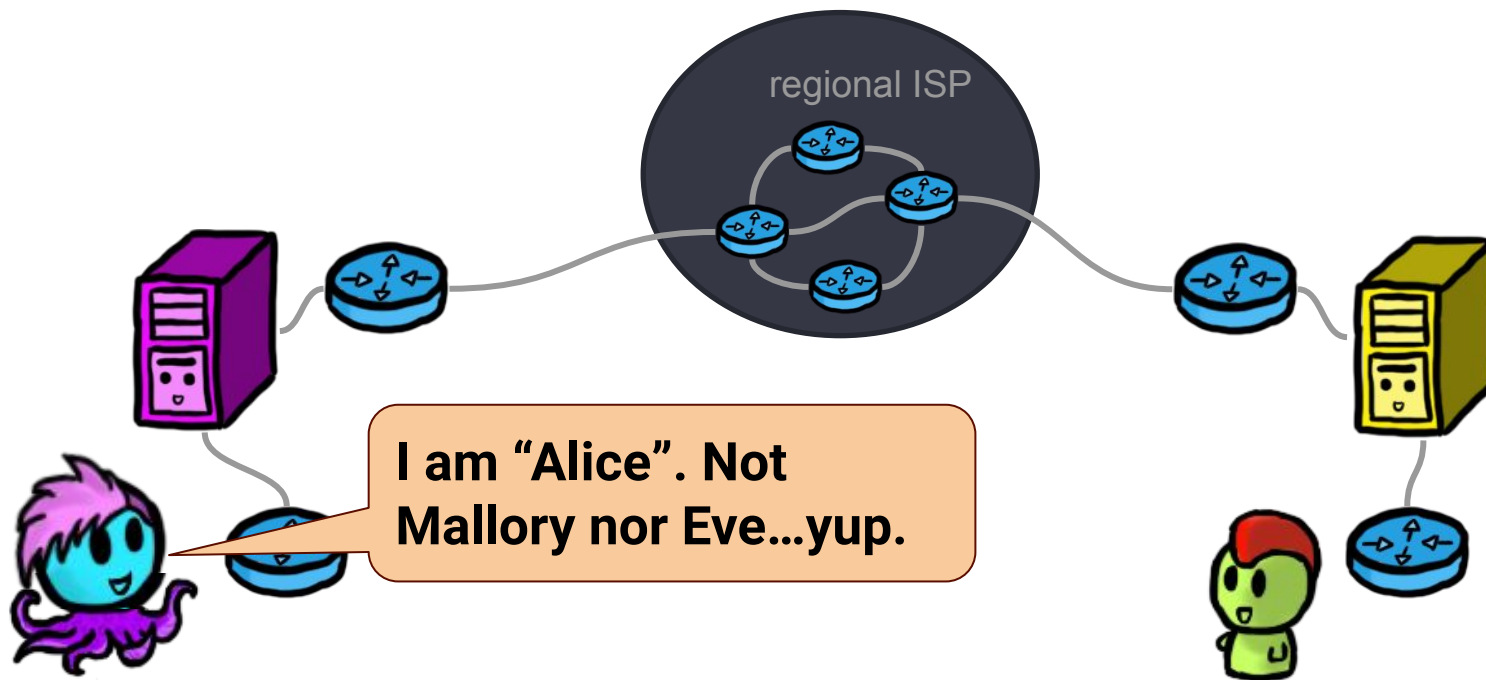 regional ISP
I am “Alice”. Not
Mallory nor Eve...yup.